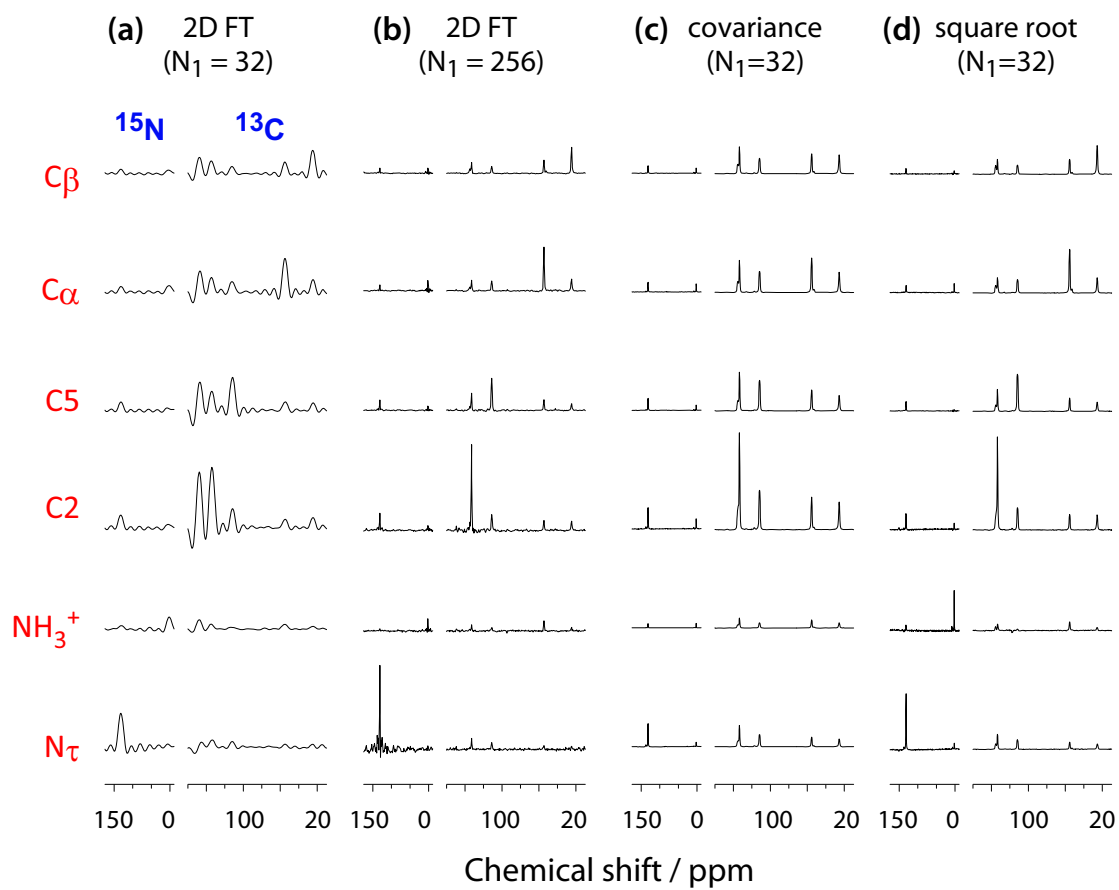 (a) 2D FT (b) 2D FT (c) covariance (d) square root
(N₁ = 32) (N₁ = 256) (N₁=32) (N₁=32)
¹⁵N ¹³C
Cβ
Cα
C5
C2
NH₃⁺
Nτ
150 0 100 20 150 0 100 20 150 0 100 20 150 0 100 20
Chemical shift / ppm